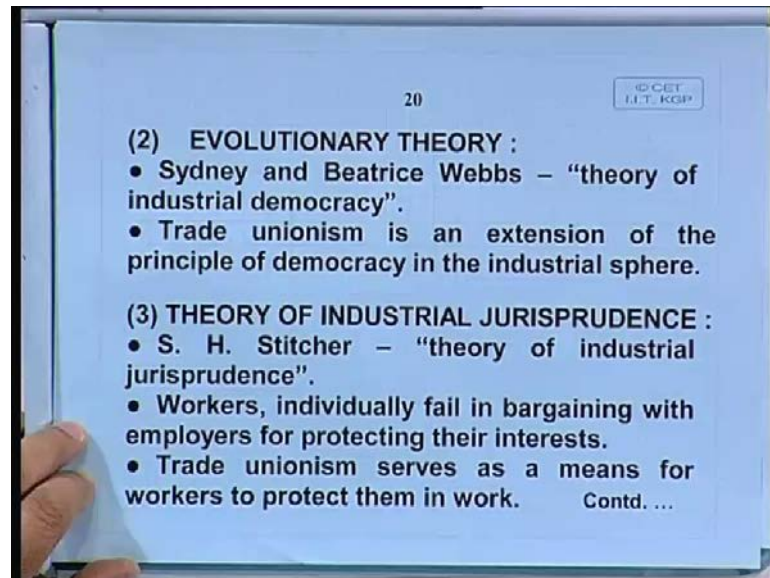 20
© CET
I.I.T. KGP
(2) EVOLUTIONARY THEORY :
• Sydney and Beatrice Webbs – “theory of
industrial democracy”.
• Trade unionism is an extension of the
principle of democracy in the industrial sphere.
(3) THEORY OF INDUSTRIAL JURISPRUDENCE :
• S. H. Stitcher – “theory of industrial
jurisprudence”.
• Workers, individually fail in bargaining with
employers for protecting their interests.
• Trade unionism serves as a means for
workers to protect them in work. Contd. ...